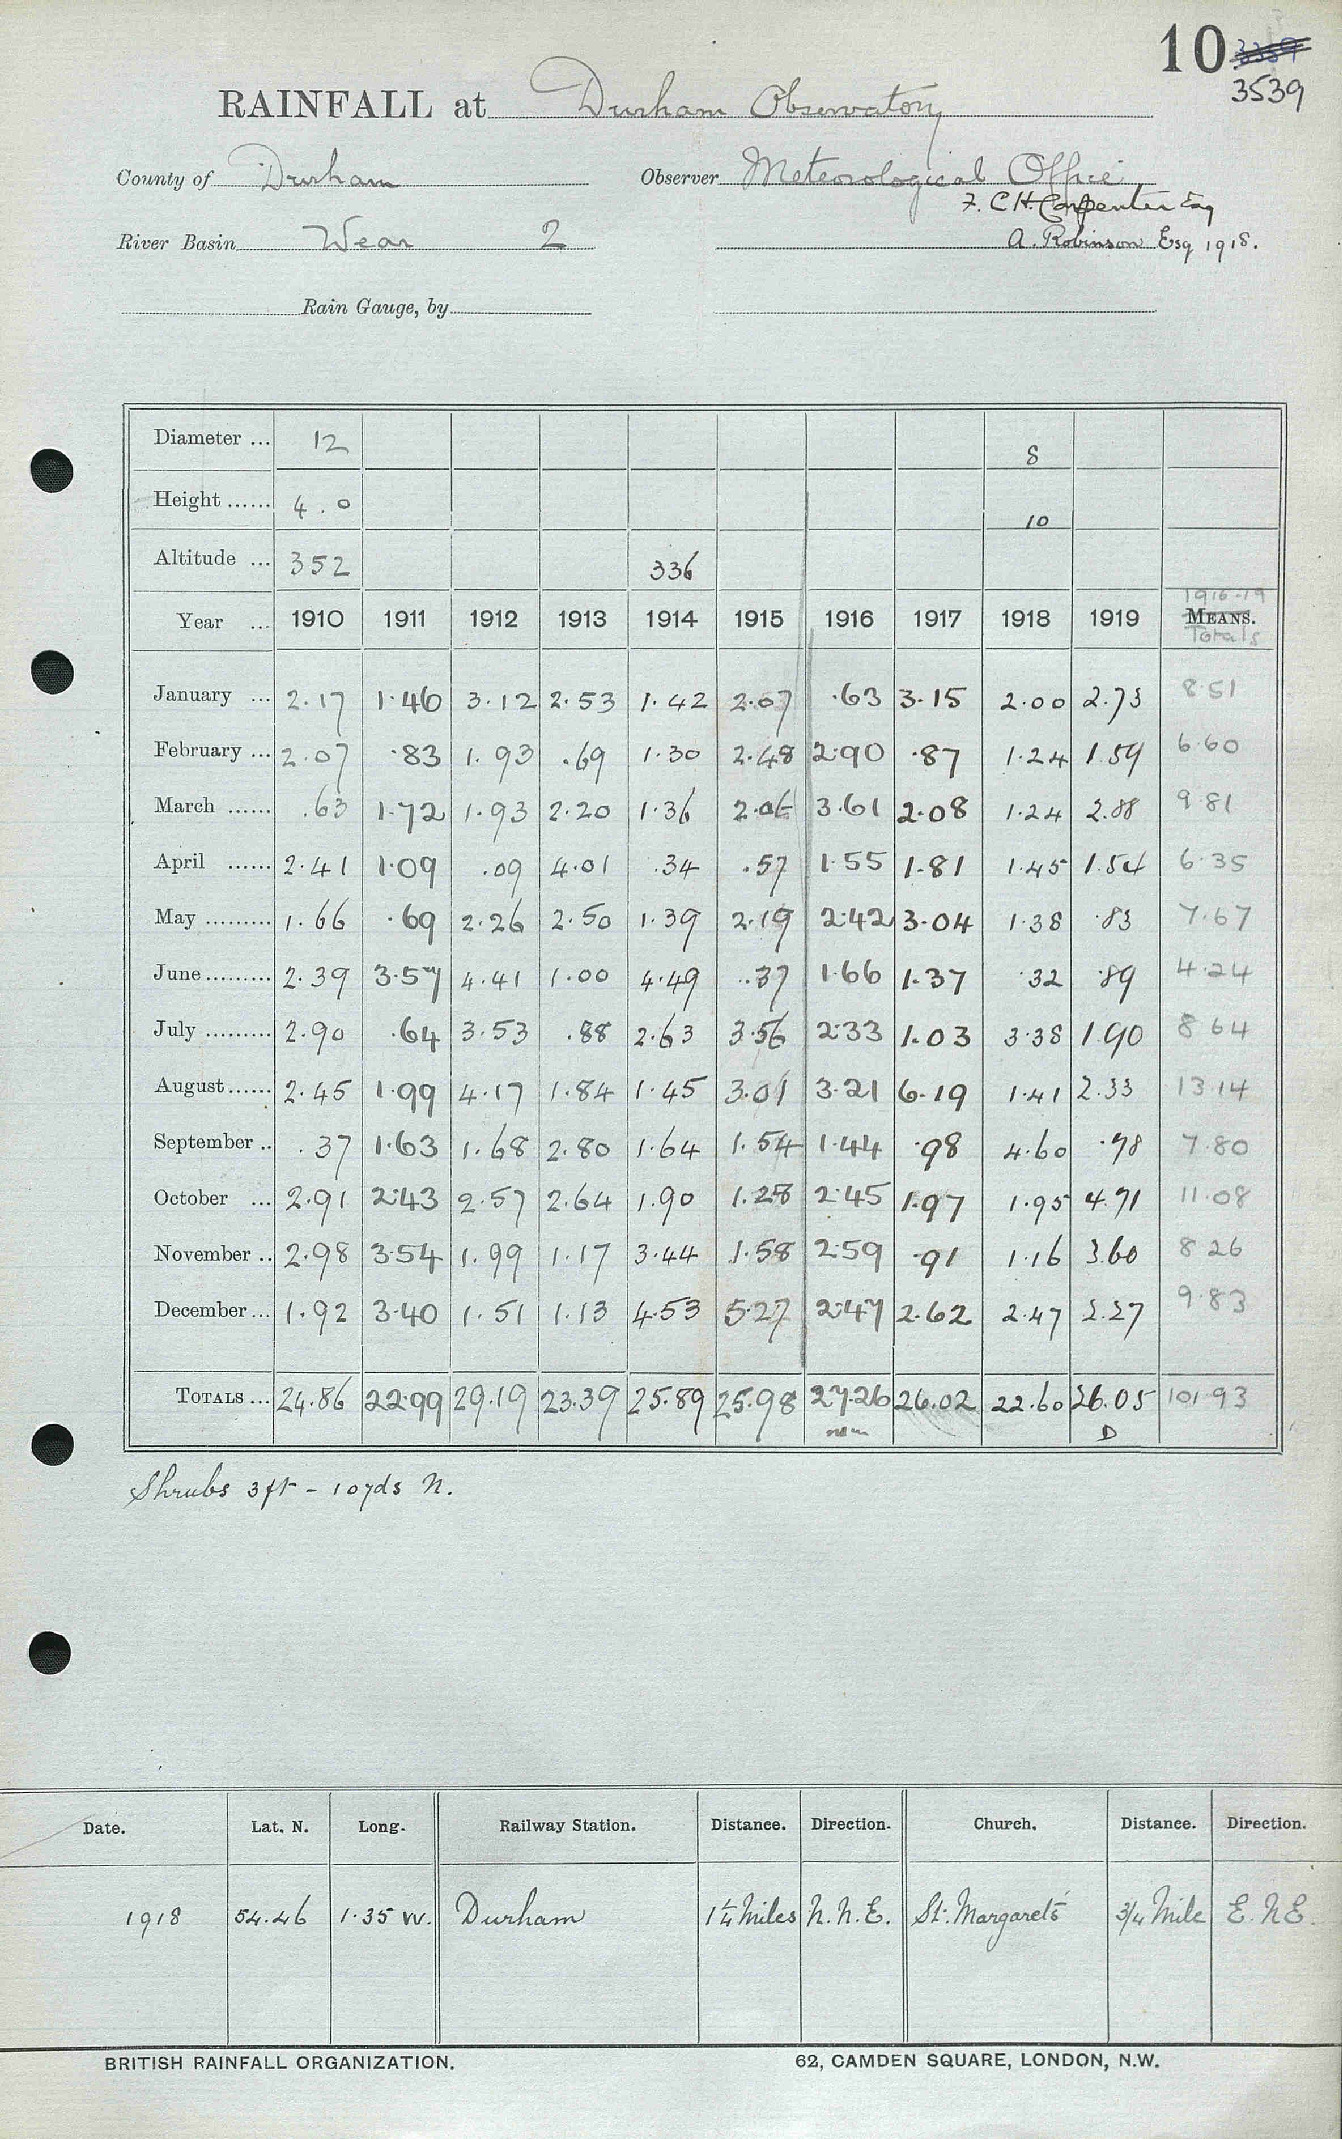 10 3539
RAINFALL at Durham Observatory
County of Durham Observer Meteorological Office
F. C. H. Carpenter Esq
River Basin Wear 2 A. Robinson Esq 1918.
Rain Gauge, by
Diameter ... 12 8
Height ...... 4.0 10
Altitude ... 352 336
1916-19
Year ... 1910 1911 1912 1913 1914 1915 1916 1917 1918 1919 MEANS.
Totals
January ... 2.17 1.46 3.12 2.53 1.42 2.07 .63 3.15 2.00 2.73 8.51
February ... 2.07 .83 1.93 .69 1.30 2.48 2.90 .87 1.24 1.59 6.60
March ...... .63 1.72 1.93 2.20 1.36 2.06 3.61 2.08 1.24 2.88 9.81
April ...... 2.41 1.09 .09 4.01 .34 .57 1.55 1.81 1.45 1.54 6.35
May ......... 1.66 .69 2.26 2.50 1.39 2.19 2.42 3.04 1.38 .83 7.67
June ......... 2.39 3.57 4.41 1.00 4.49 .37 1.66 1.37 .32 .89 4.24
July ......... 2.90 .64 3.53 .88 2.63 3.56 2.33 1.03 3.38 1.90 8.64
August ...... 2.45 1.99 4.17 1.84 1.45 3.01 3.21 6.19 1.41 2.33 13.14
September .. .37 1.63 1.68 2.80 1.64 1.54 1.44 .98 4.60 .78 7.80
October ... 2.91 2.43 2.57 2.64 1.90 1.28 2.45 1.97 1.95 4.71 11.08
November .. 2.98 3.54 1.99 1.17 3.44 1.58 2.59 .91 1.16 3.60 8.26
December ... 1.92 3.40 1.51 1.13 4.53 5.27 2.47 2.62 2.47 2.27 9.83
TOTALS ... 24.86 22.99 29.19 23.39 25.89 25.98 27.26 26.02 22.60 26.05 101.93
D
Shrubs 3ft - 10yds N.
Date. Lat. N. Long. Railway Station. Distance. Direction. Church. Distance. Direction.
1918 54.46 1.35 W. Durham 1¼ Miles N.N.E. St. Margaret's 3/4 Mile E.N.E.
BRITISH RAINFALL ORGANIZATION. 62, CAMDEN SQUARE, LONDON, N.W.